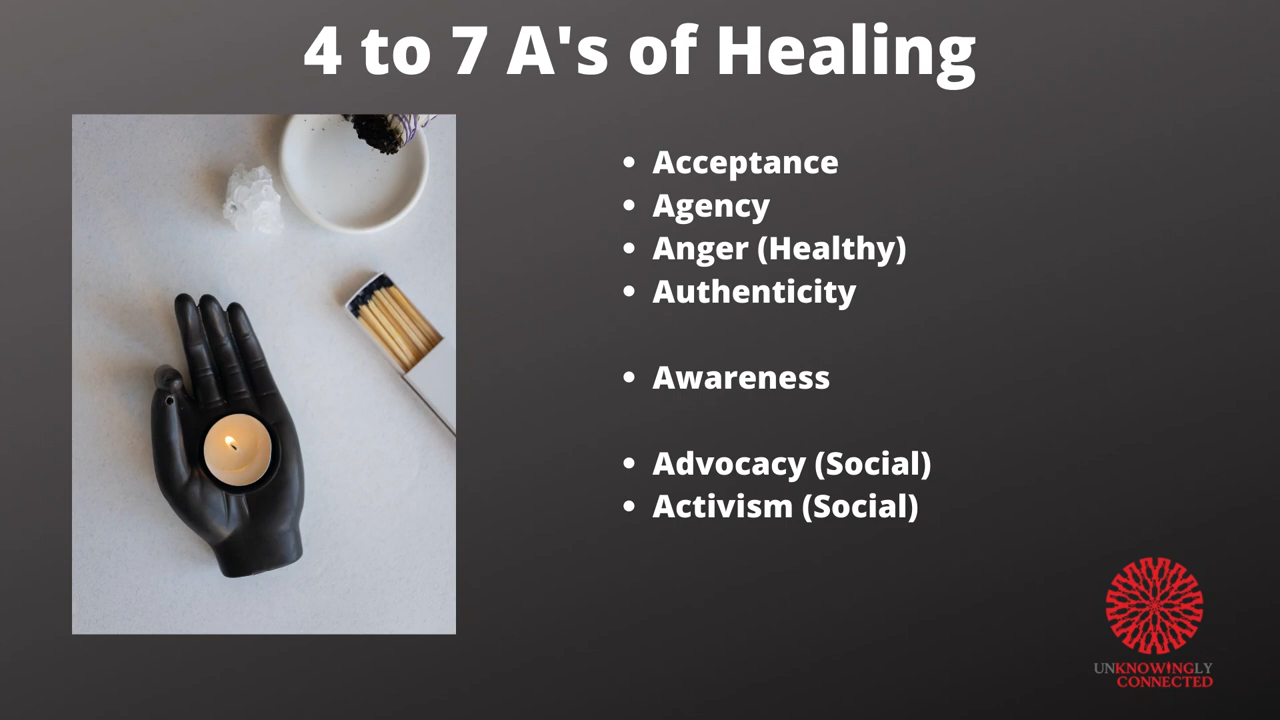 4 to 7 A's of Healing
• Acceptance
• Agency
• Anger (Healthy)
• Authenticity
• Awareness
• Advocacy (Social)
• Activism (Social)
UNKNOWINGLY
CONNECTED